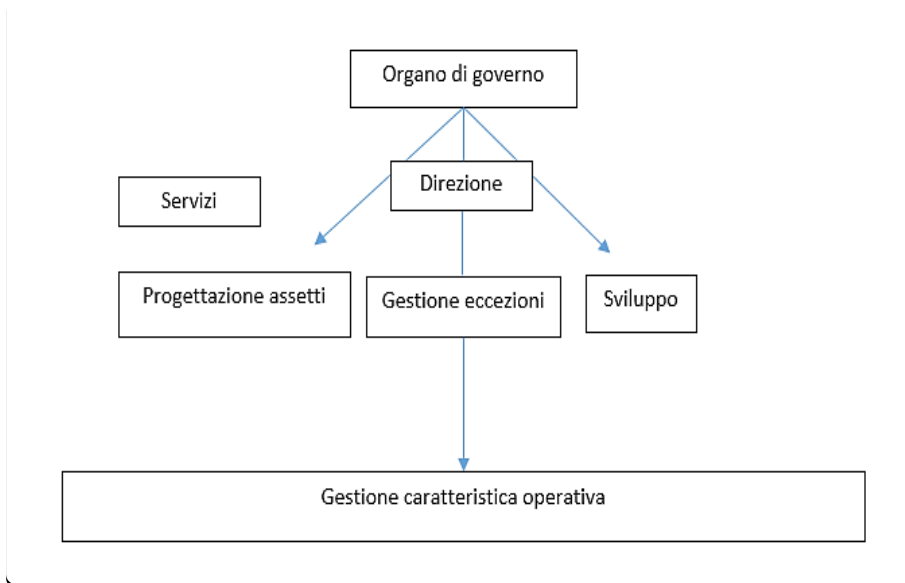 Organo di governo
Direzione
Servizi
Progettazione assetti
Gestione eccezioni
Sviluppo
Gestione caratteristica operativa